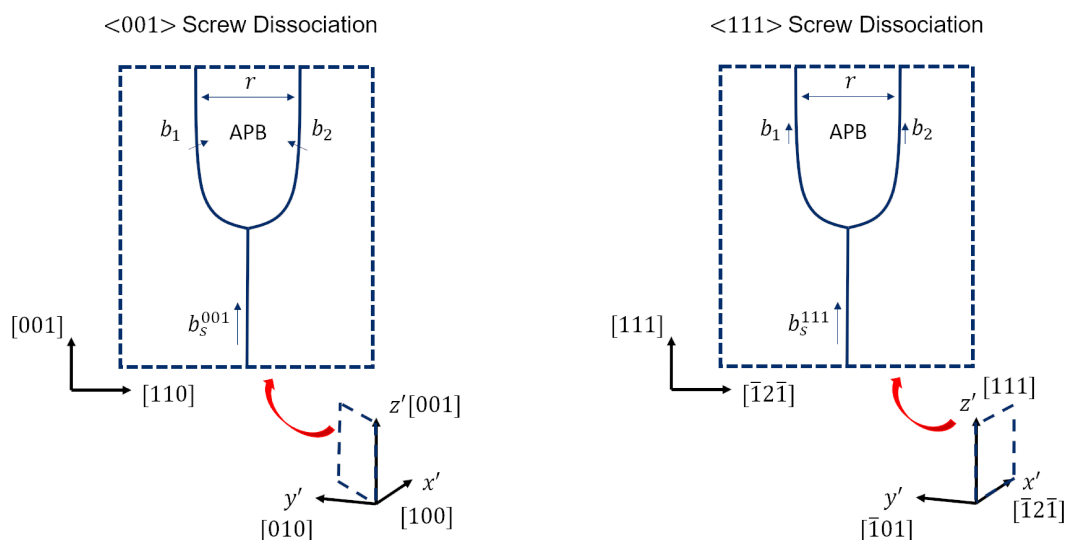 <001> Screw Dissociation
r
b₁ APB b₂
b_s^001
[001]
[110]
z′[001]
x′
y′
[010]
[100]
<111> Screw Dissociation
r
b₁ APB b₂
b_s^111
[111]
[1̄21̄]
[111]
z′
x′
y′
[1̄01]
[1̄21̄]